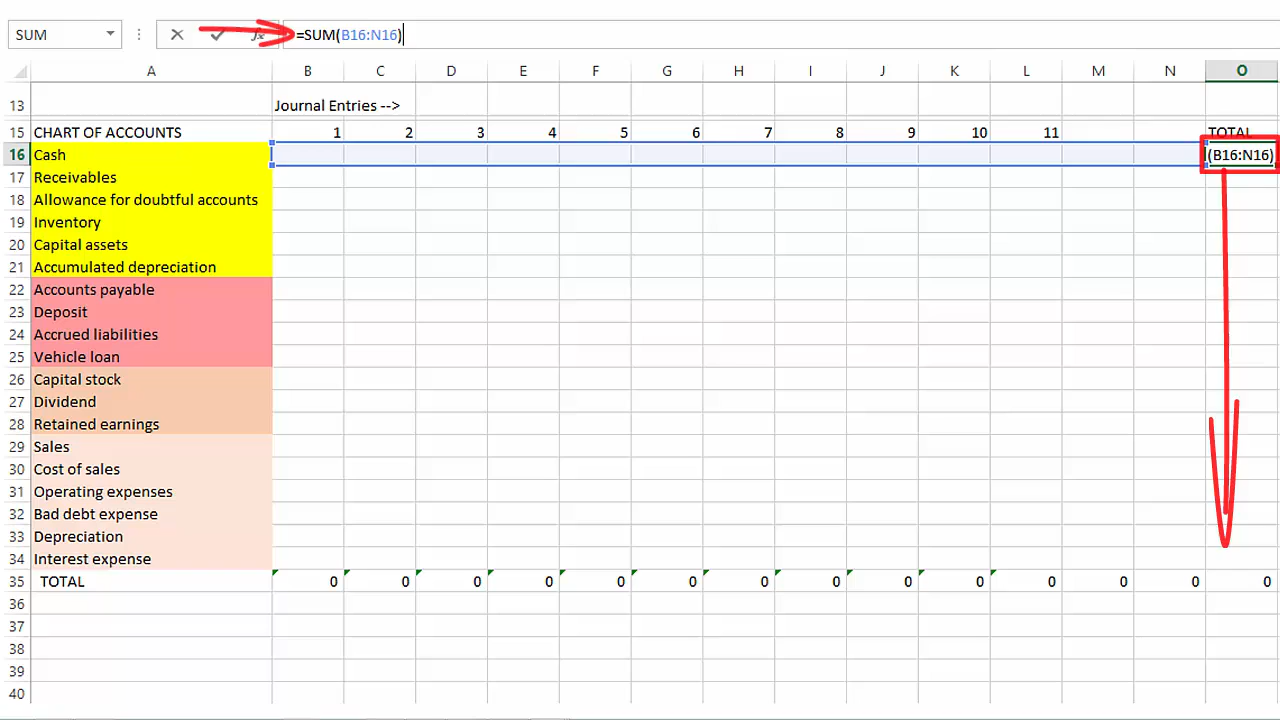 SUM =SUM(B16:N16)
A B C D E F G H I J K L M N O
13 Journal Entries -->
15 CHART OF ACCOUNTS 1 2 3 4 5 6 7 8 9 10 11 TOTAL
16 Cash (B16:N16)
17 Receivables
18 Allowance for doubtful accounts
19 Inventory
20 Capital assets
21 Accumulated depreciation
22 Accounts payable
23 Deposit
24 Accrued liabilities
25 Vehicle loan
26 Capital stock
27 Dividend
28 Retained earnings
29 Sales
30 Cost of sales
31 Operating expenses
32 Bad debt expense
33 Depreciation
34 Interest expense
35 TOTAL 0 0 0 0 0 0 0 0 0 0 0 0 0 0
36
37
38
39
40